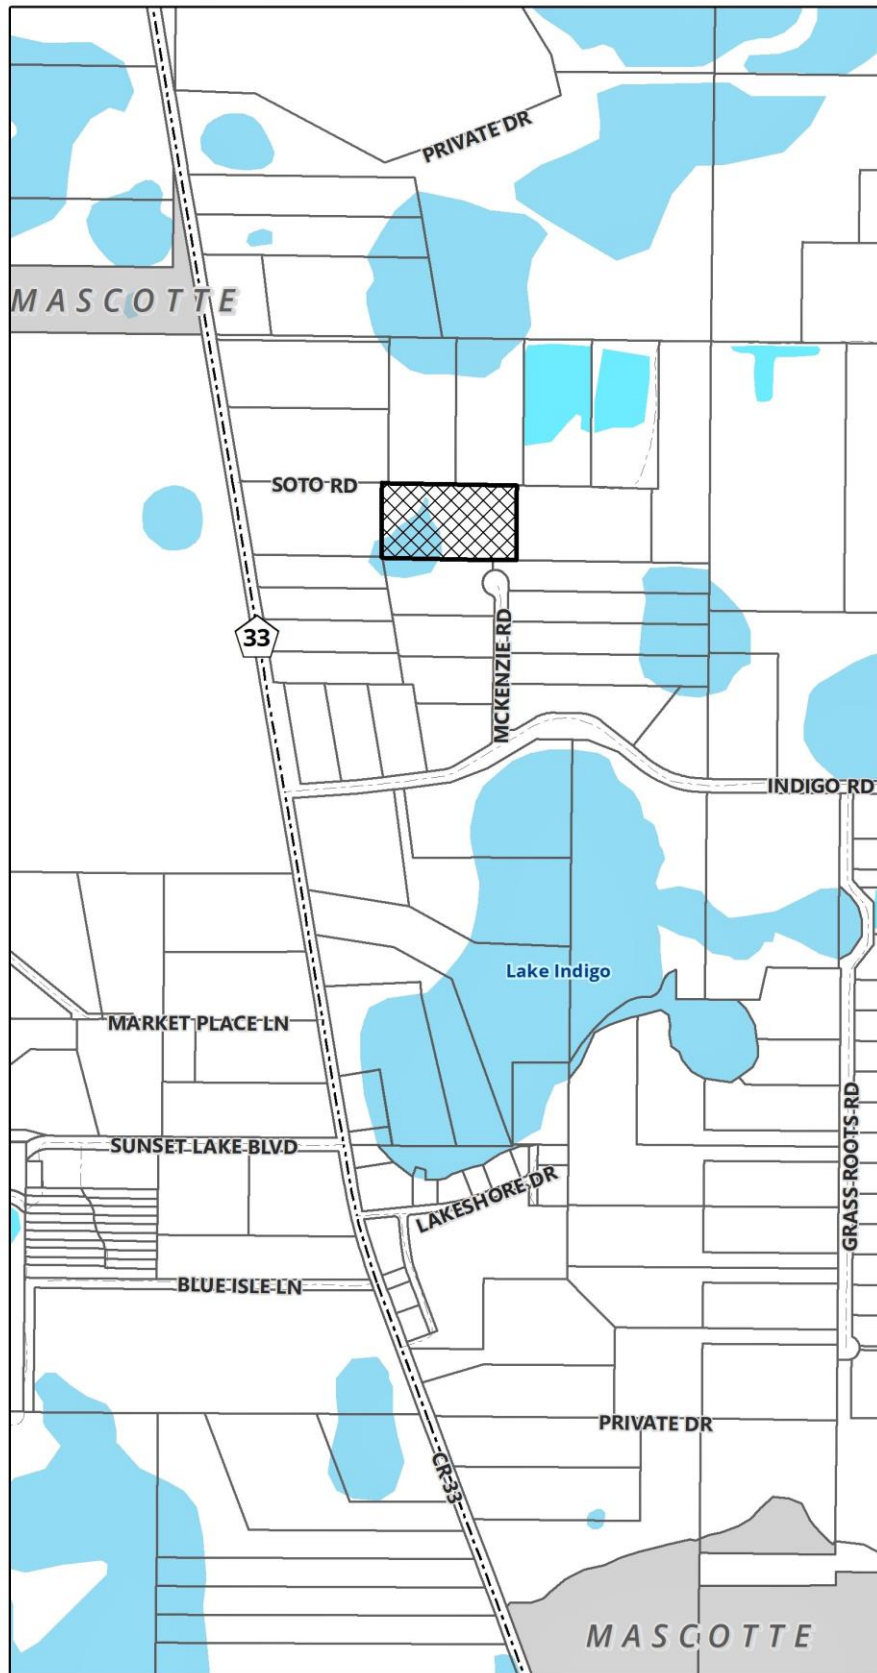 PRIVATE DR
MASCOTTE
SOTO RD
33
MCKENZIE RD
INDIGO RD
Lake Indigo
MARKET PLACE LN
SUNSET LAKE BLVD
GRASS ROOTS RD
LAKESHORE DR
BLUE ISLE LN
PRIVATE DR
CR-33
MASCOTTE